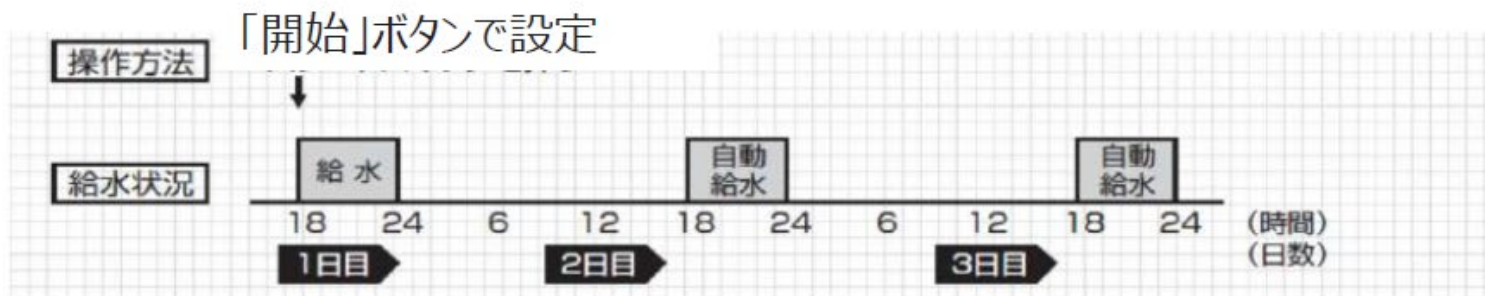 「開始」ボタンで設定
操作方法
給水
自動
給水
自動
給水
給水状況
18 24 6 12 18 24 6 12 18 24 (時間)
1日目 2日目 3日目 (日数)